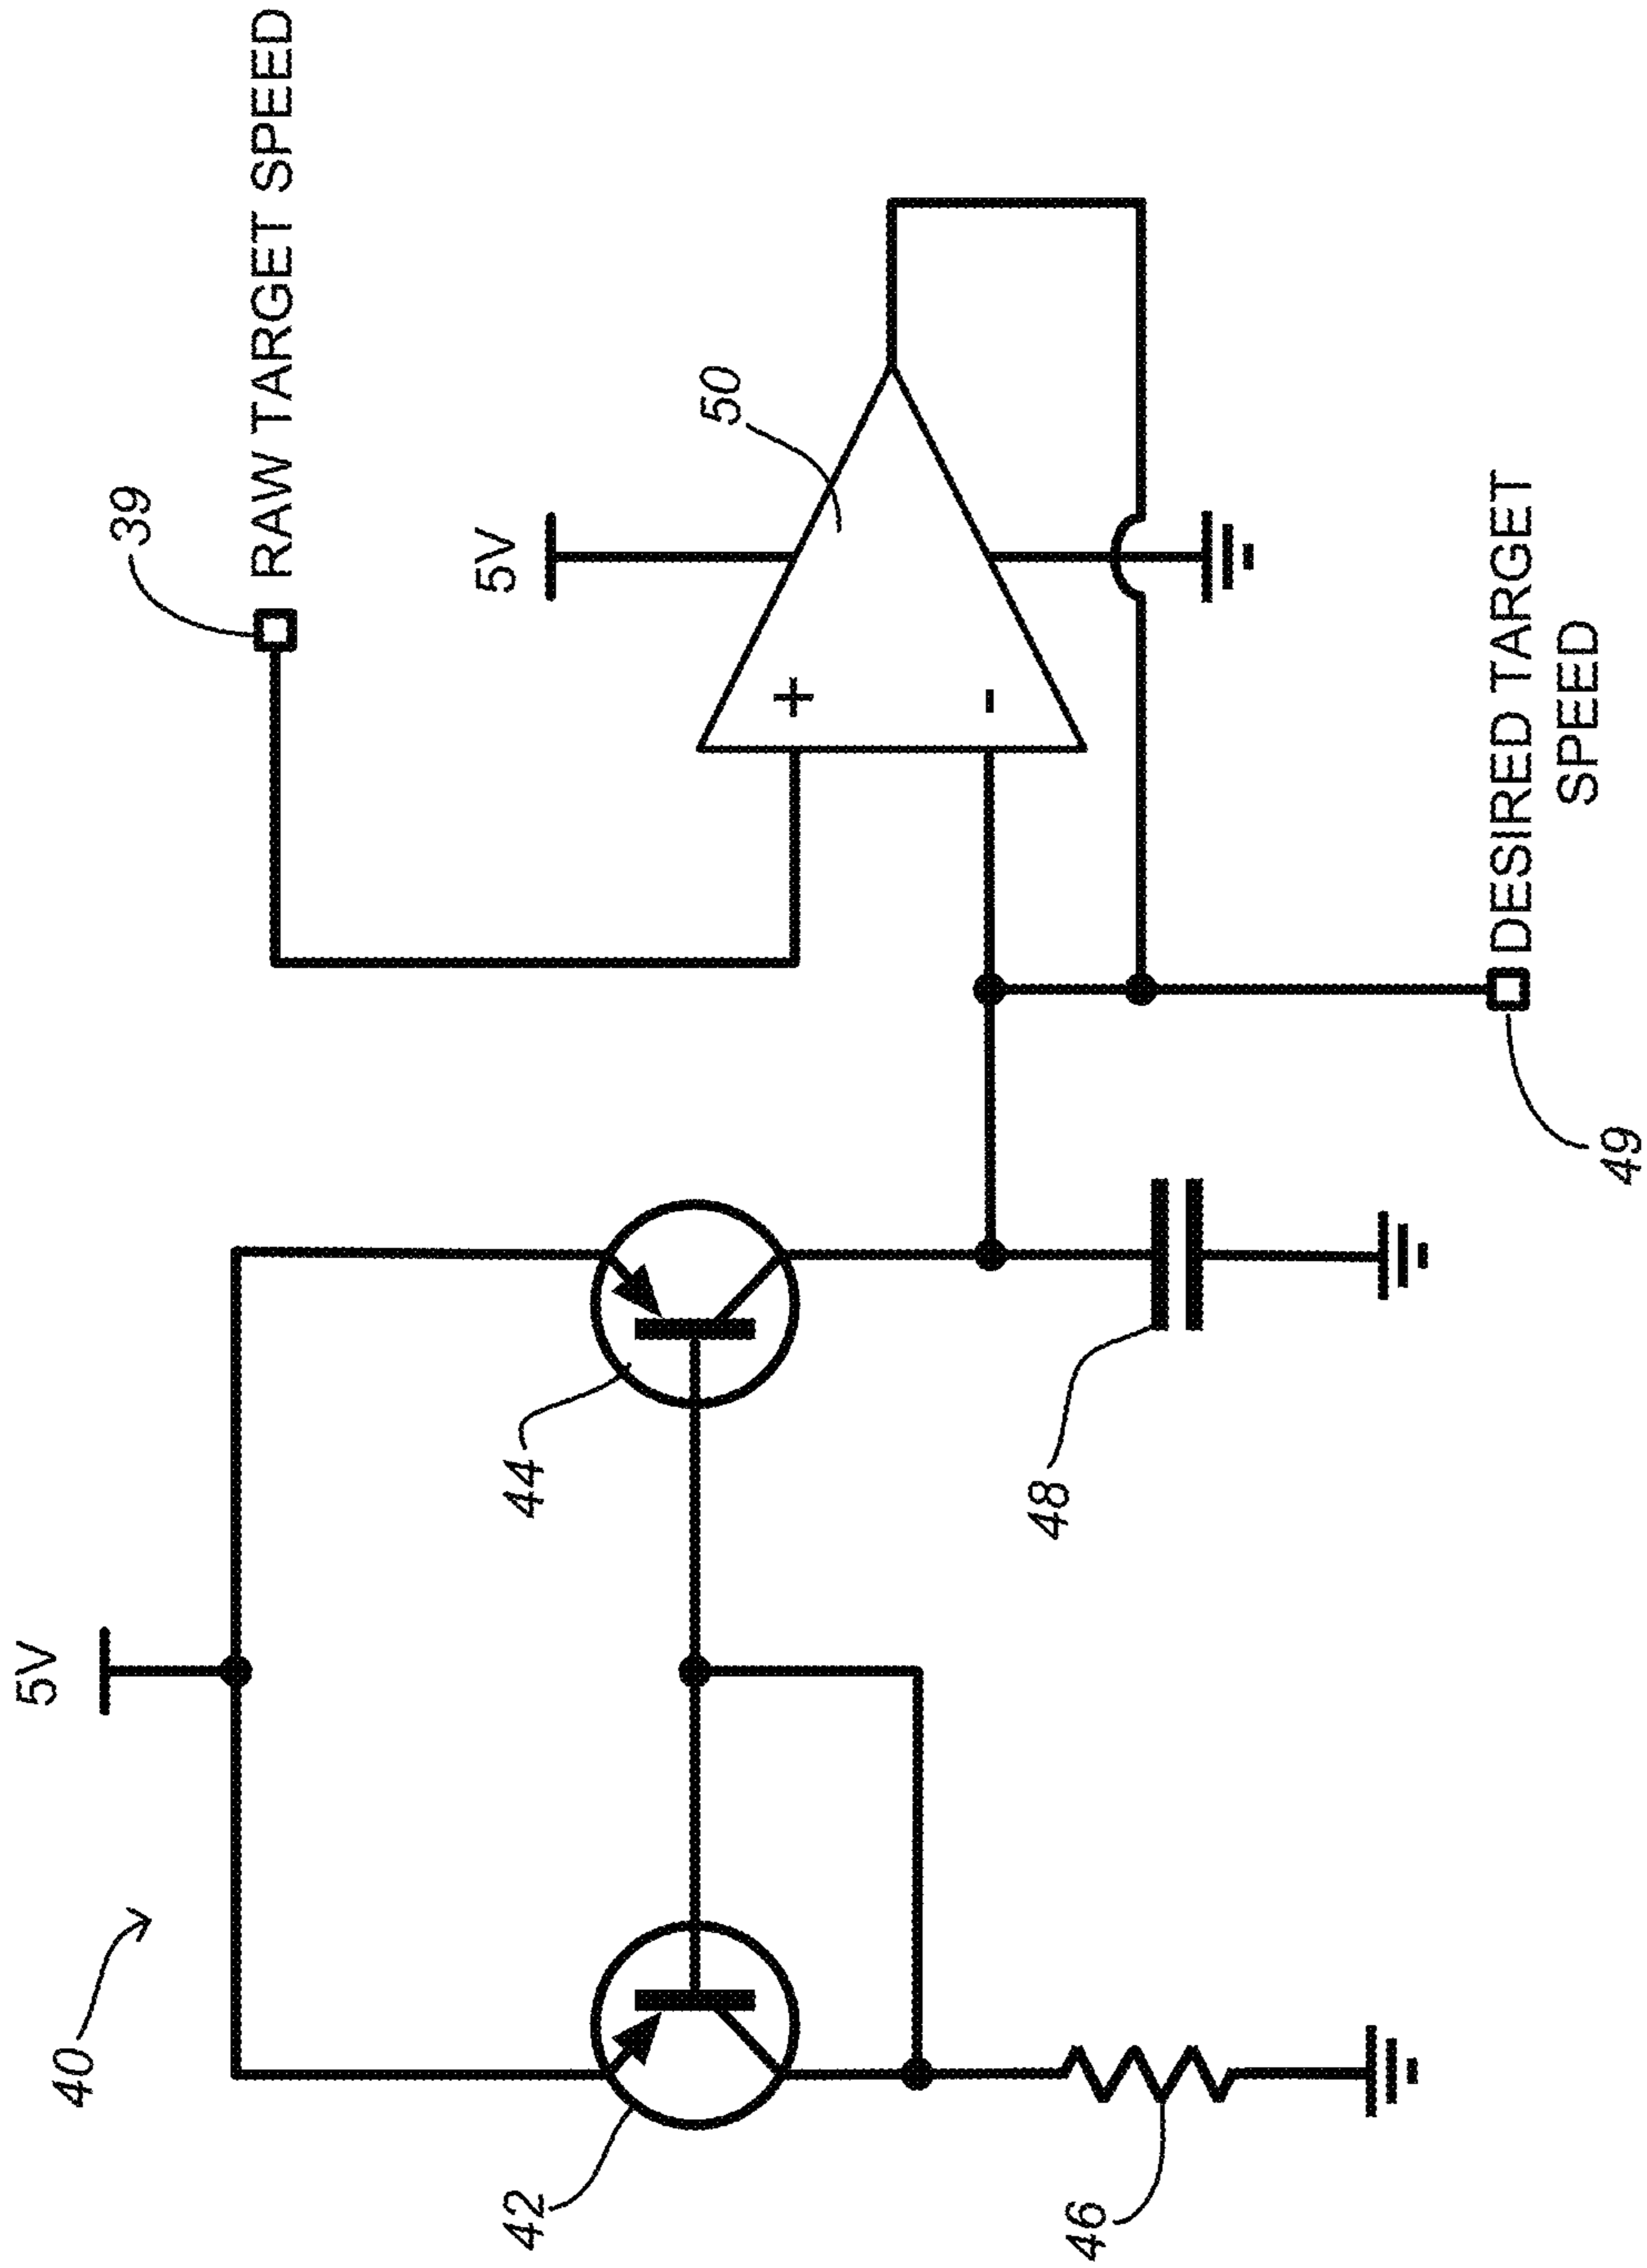 40
5V
39
RAW TARGET SPEED
42
44
5V
50
+
-
46
48
49
DESIRED TARGET
SPEED